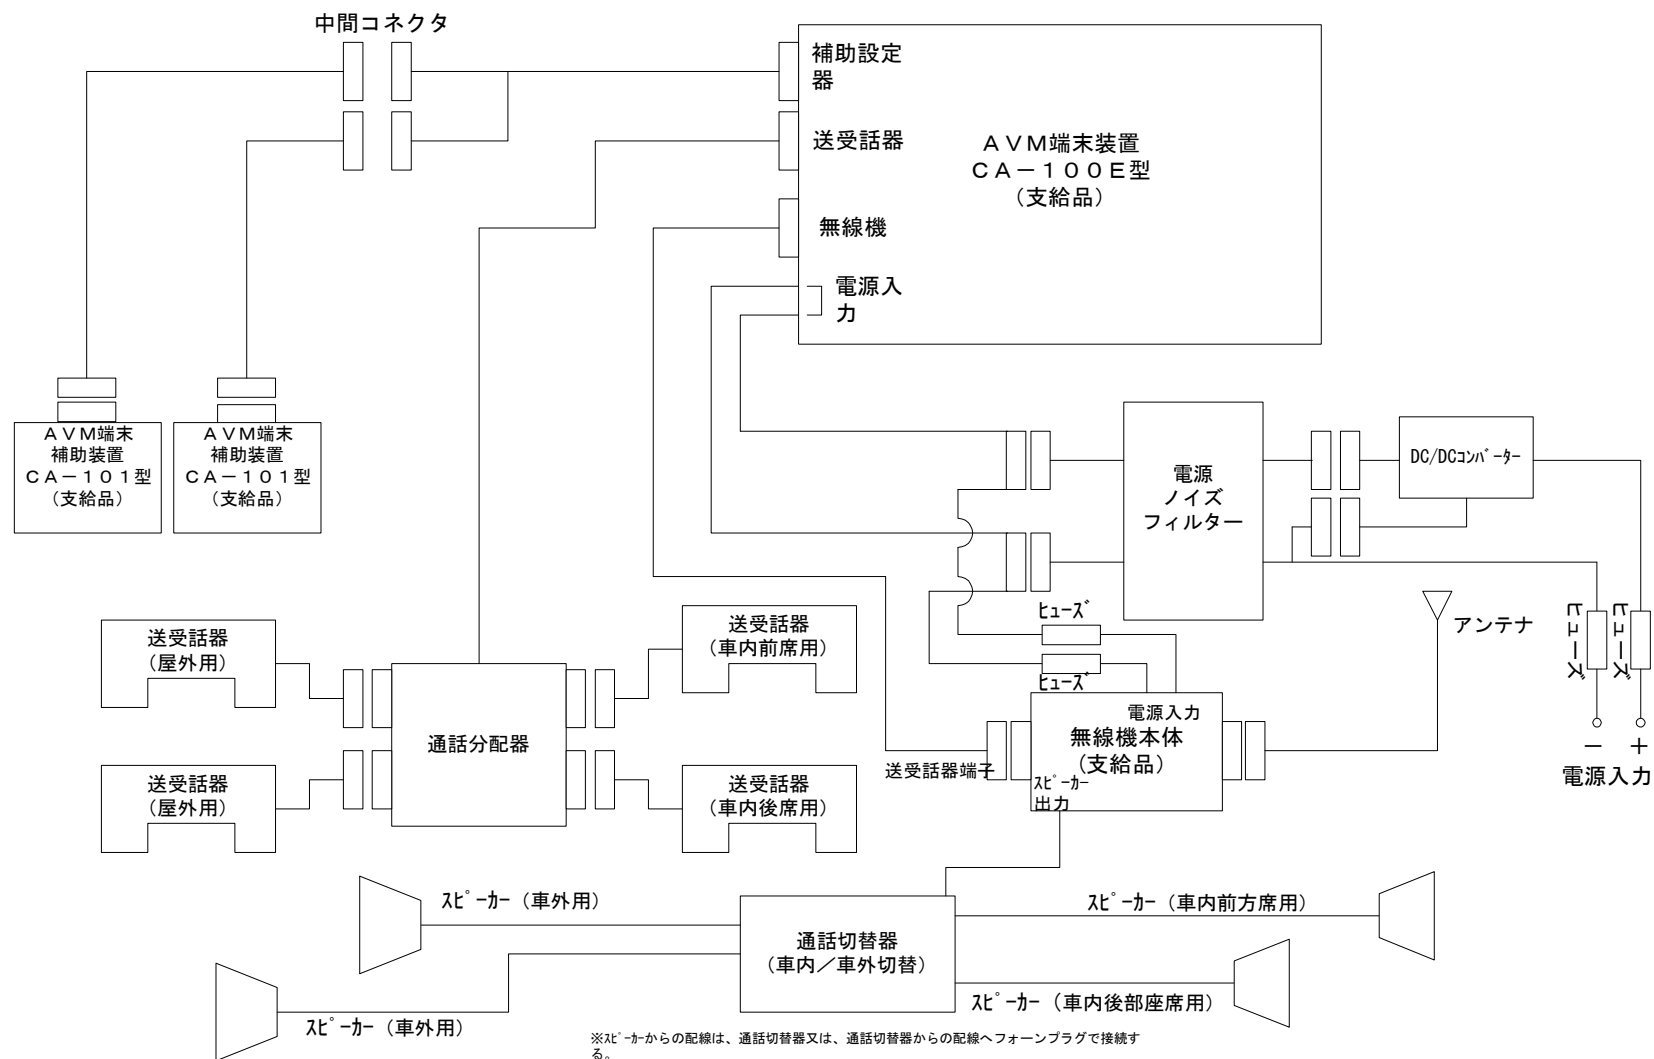 中間コネクタ
補助設定
器
送受話器
無線機
電源入
力
ＡＶＭ端末装置
ＣＡ－１００Ｅ型
（支給品）
ＡＶＭ端末
補助装置
ＣＡ－１０１型
（支給品）
ＡＶＭ端末
補助装置
ＣＡ－１０１型
（支給品）
電源
ノイズ
フィルター
DC/DCｺﾝﾊﾞｰﾀｰ
ﾋｭｰｽﾞ
ﾋｭｰｽﾞ
アンテナ
ヒューズ
ヒューズ
－
＋
電源入力
送受話器
（屋外用）
送受話器
（車内前席用）
通話分配器
送受話器
（屋外用）
送受話器
（車内後席用）
電源入力
無線機本体
（支給品）
送受話器端子
ｽﾋﾟｰｶｰ
出力
ｽﾋﾟｰｶｰ（車外用）
ｽﾋﾟｰｶｰ（車内前方席用）
通話切替器
（車内／車外切替）
ｽﾋﾟｰｶｰ（車内後部座席用）
ｽﾋﾟｰｶｰ（車外用）
※ｽﾋﾟｰｶｰからの配線は、通話切替器又は、通話切替器からの配線へフォーンプラグで接続す
る。